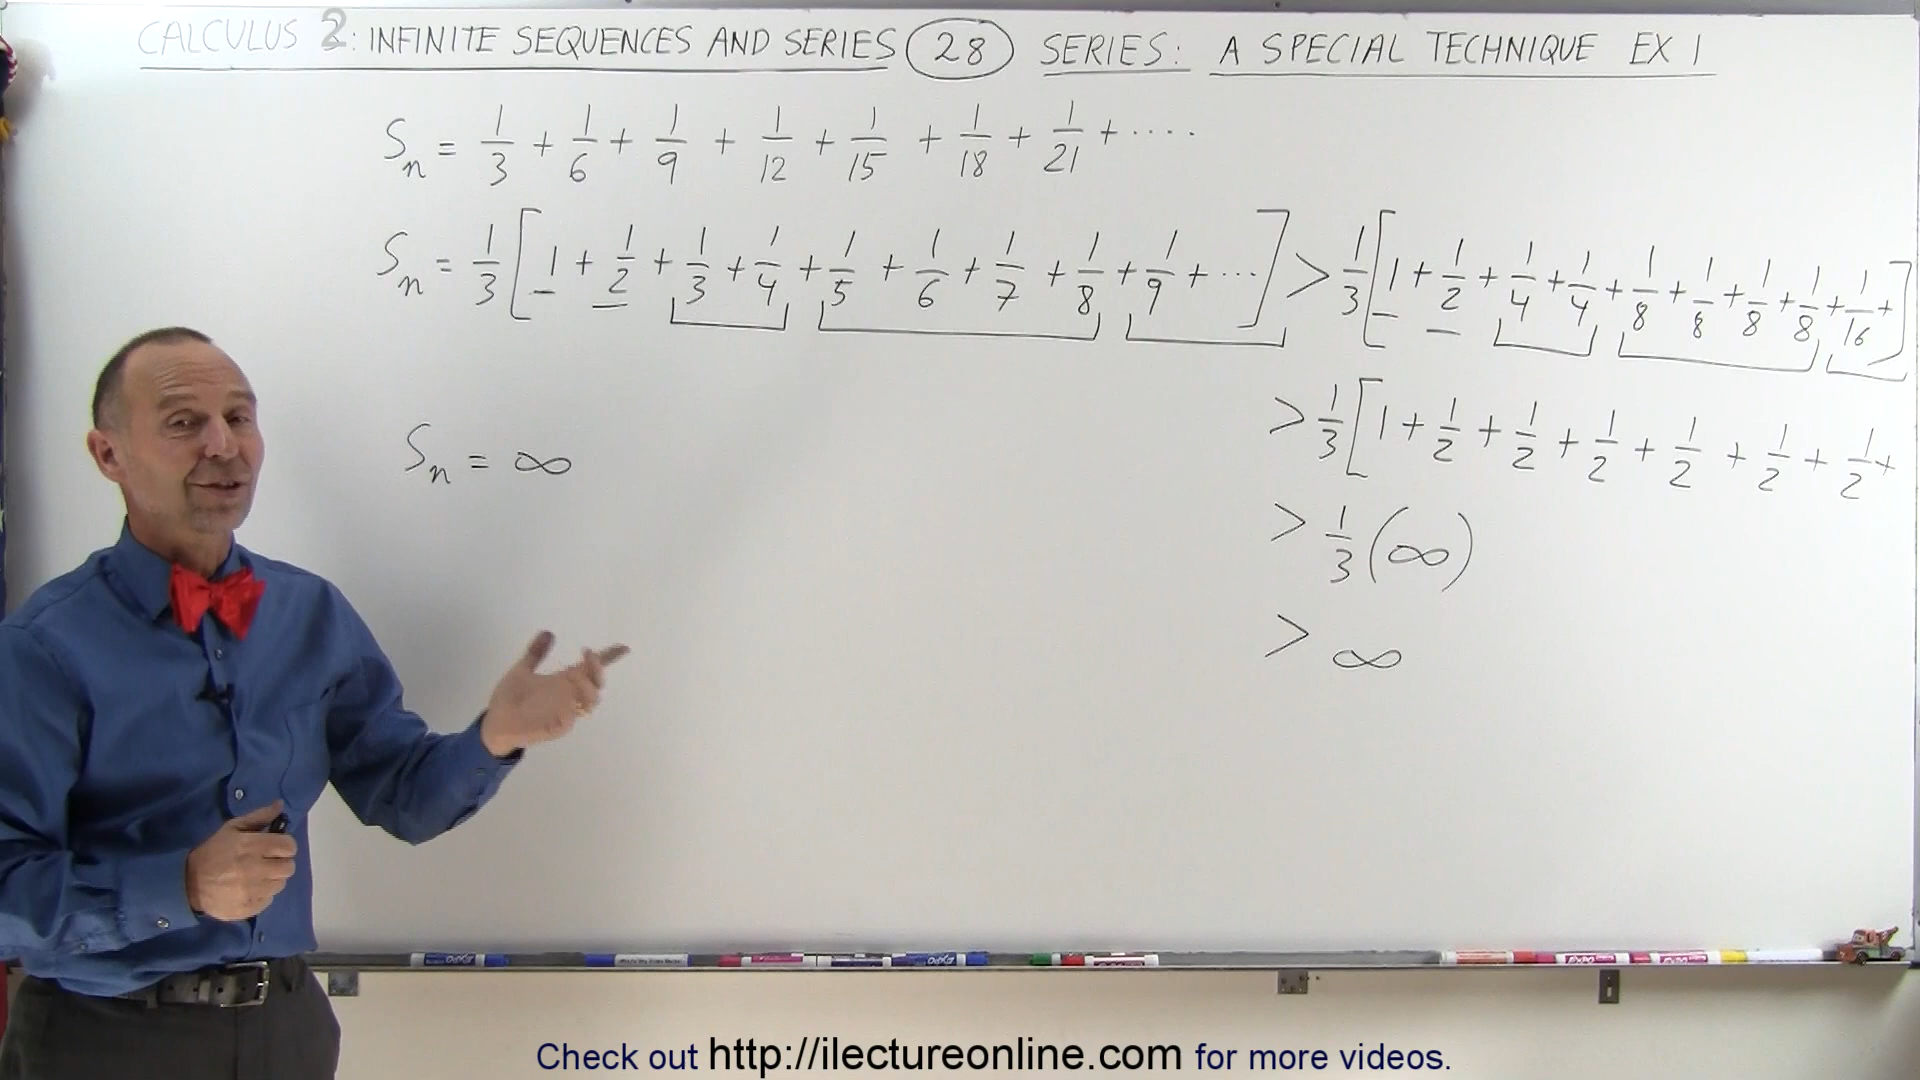 CALCULUS 2: INFINITE SEQUENCES AND SERIES (28) SERIES: A SPECIAL TECHNIQUE EX 1
Sₙ = 1/3 + 1/6 + 1/9 + 1/12 + 1/15 + 1/18 + 1/21 + ....
Sₙ = 1/3 [1 + 1/2 + 1/3 + 1/4 + 1/5 + 1/6 + 1/7 + 1/8 + 1/9 + ...] > 1/3 [1 + 1/2 + 1/4 + 1/4 + 1/8 + 1/8 + 1/8 + 1/8 + 1/16 + ]
> 1/3 [1 + 1/2 + 1/2 + 1/2 + 1/2 + 1/2 + 1/2 +
Sₙ = ∞
> 1/3 (∞)
> ∞
EXPO
Check out http://ilectureonline.com for more videos.